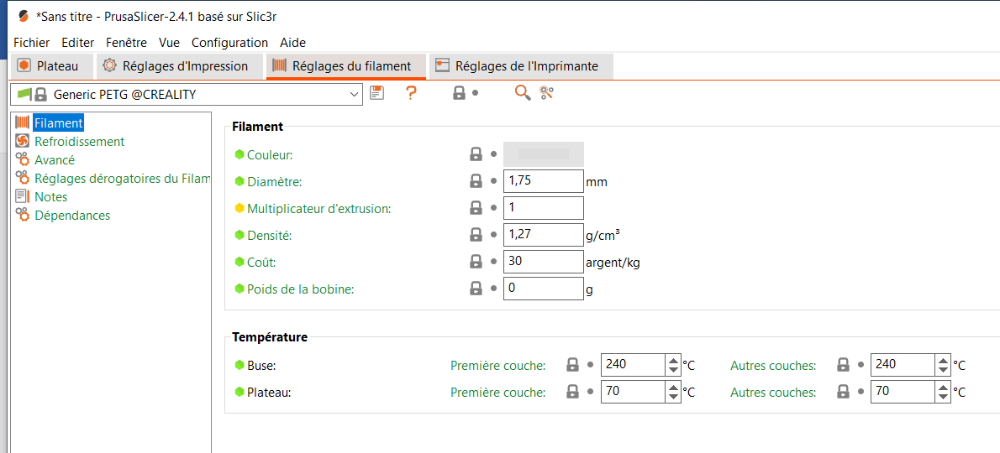 *Sans titre - PrusaSlicer-2.4.1 basé sur Slic3r
Fichier Editer Fenêtre Vue Configuration Aide
Plateau Réglages d'Impression Réglages du filament Réglages de l'Imprimante
Generic PETG @CREALITY
Filament
Refroidissement
Avancé
Réglages dérogatoires du Filam
Notes
Dépendances
Filament
Couleur:
Diamètre: 1,75 mm
Multiplicateur d'extrusion: 1
Densité: 1,27 g/cm³
Coût: 30 argent/kg
Poids de la bobine: 0 g
Température
Buse: Première couche: 240 °C Autres couches: 240 °C
Plateau: Première couche: 70 °C Autres couches: 70 °C